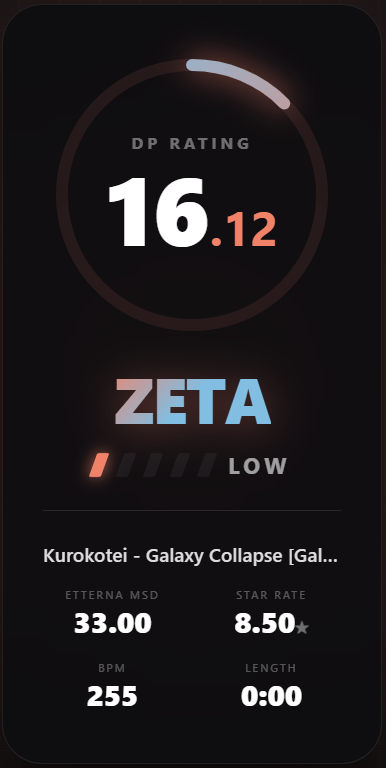 DP RATING
16.12
ZETA
LOW
Kurokotei - Galaxy Collapse [Gal...
ETTERNA MSD STAR RATE
33.00 8.50★
BPM LENGTH
255 0:00